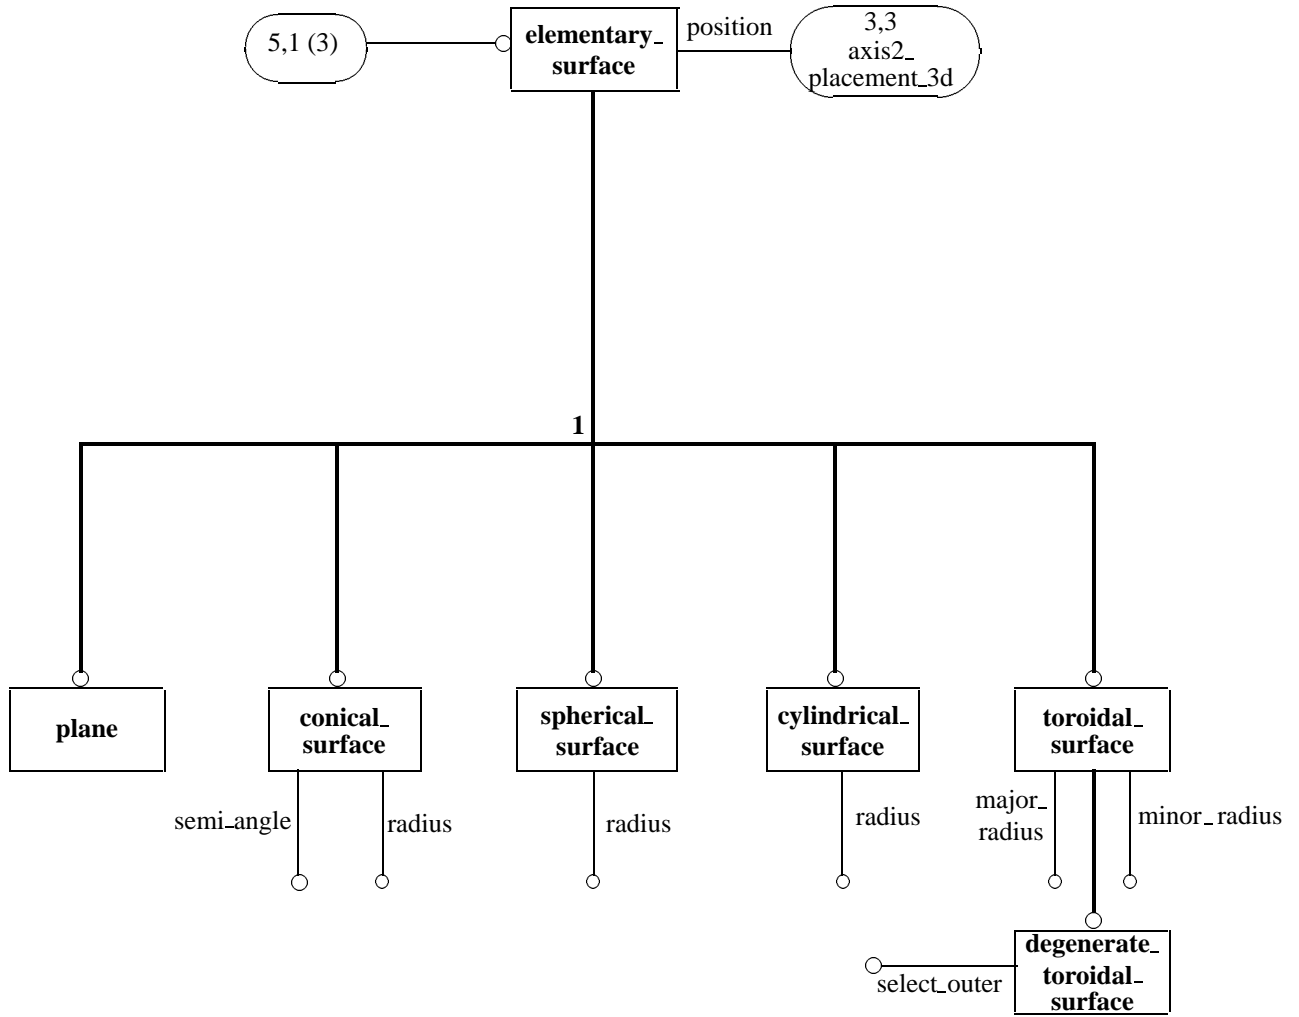 5,1 (3)
elementary_
surface
position
3,3
axis2_
placement_3d
1
plane
conical_
surface
spherical_
surface
cylindrical_
surface
toroidal_
surface
semi_angle
radius
radius
radius
major_
radius
minor_radius
degenerate_
toroidal_
surface
select_outer